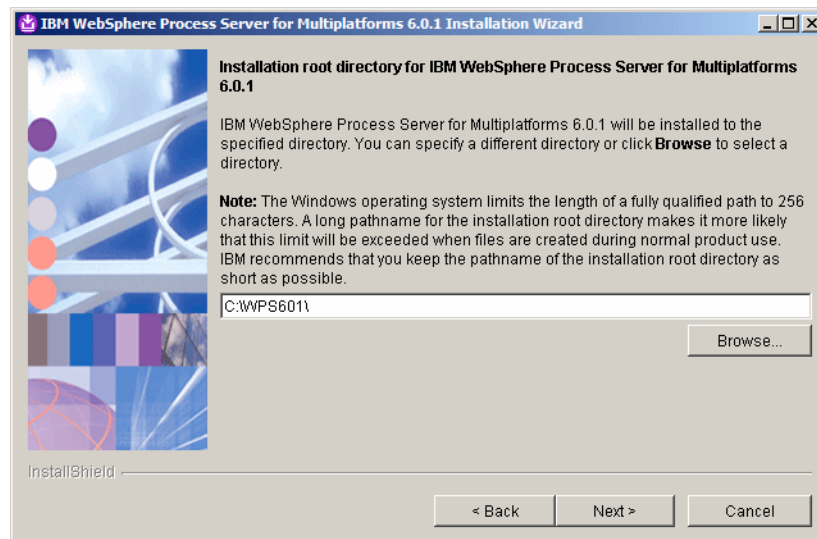 IBM WebSphere Process Server for Multiplatforms 6.0.1 Installation Wizard
Installation root directory for IBM WebSphere Process Server for Multiplatforms
6.0.1
IBM WebSphere Process Server for Multiplatforms 6.0.1 will be installed to the
specified directory. You can specify a different directory or click Browse to select a
directory.
Note: The Windows operating system limits the length of a fully qualified path to 256
characters. A long pathname for the installation root directory makes it more likely
that this limit will be exceeded when files are created during normal product use.
IBM recommends that you keep the pathname of the installation root directory as
short as possible.
C:\WPS601\
Browse...
InstallShield
< Back
Next >
Cancel